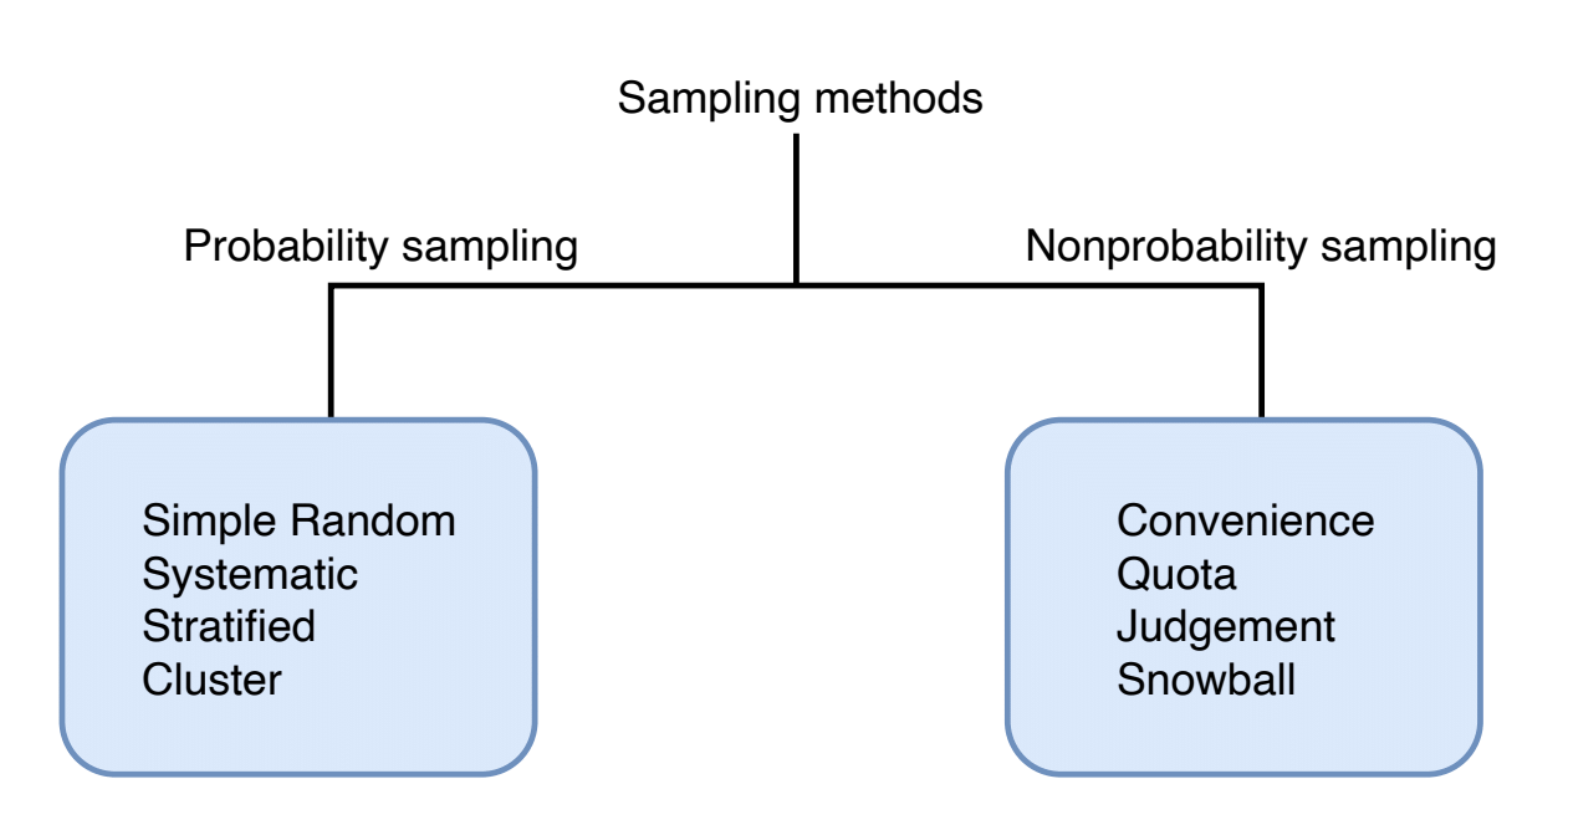 Sampling methods
Probability sampling
Nonprobability sampling
Simple Random
Systematic
Stratified
Cluster
Convenience
Quota
Judgement
Snowball